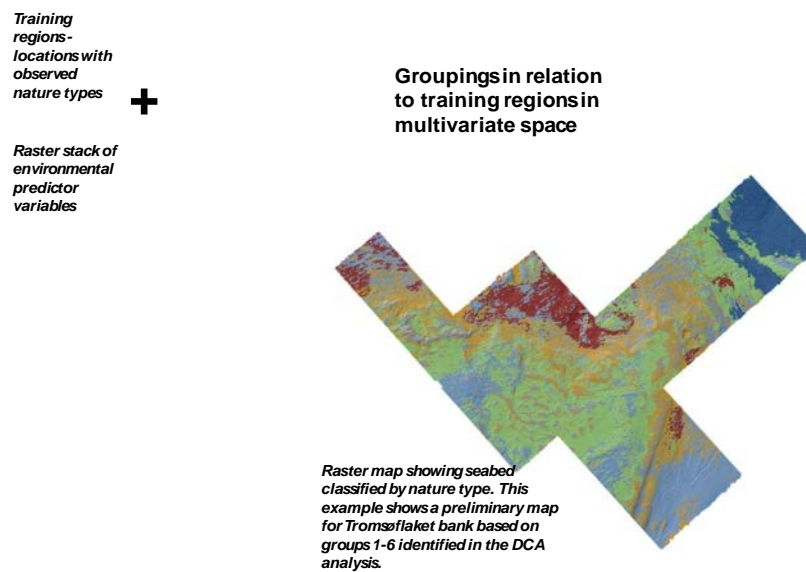 Training
regions-
locations with
observed
nature types
+
Raster stack of
environmental
predictor
variables
Groupings in relation
to training regions in
multivariate space
Raster map showing seabed
classified by nature type. This
example shows a preliminary map
for Tromsøflaket bank based on
groups 1-6 identified in the DCA
analysis.